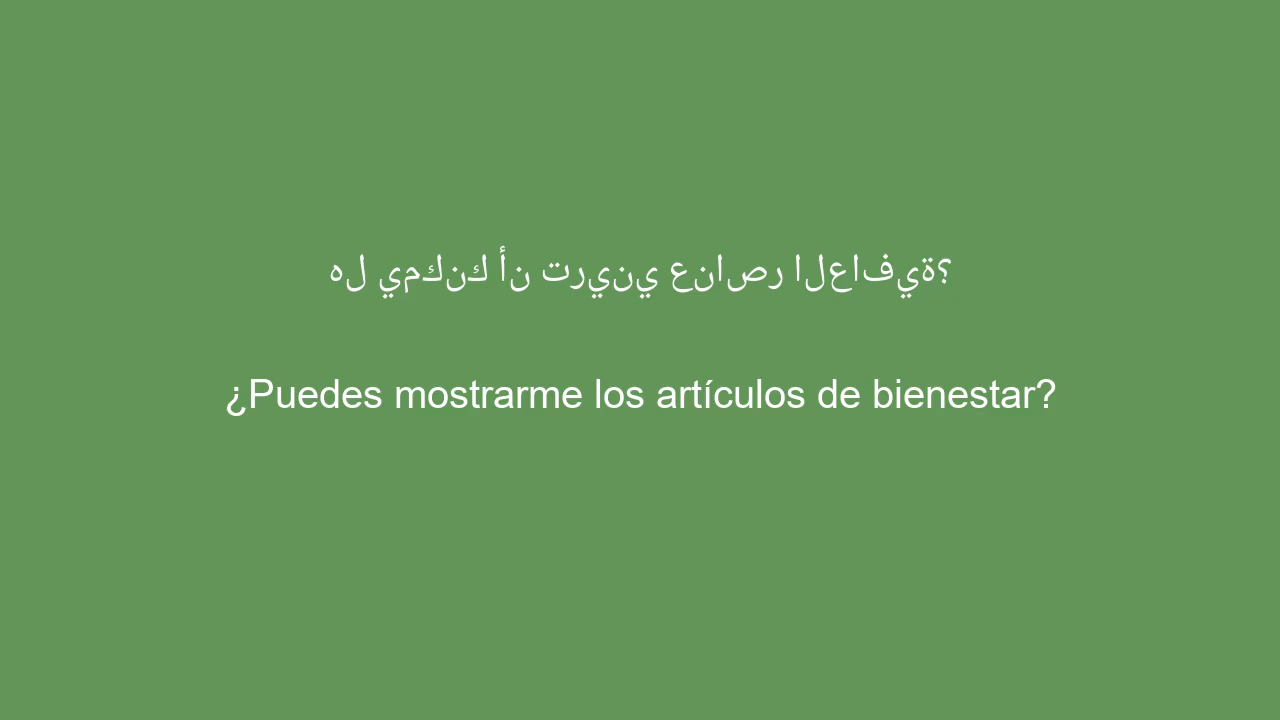 هل يمكنك أن تريني عناصر العافية؟
¿Puedes mostrarme los artículos de bienestar?